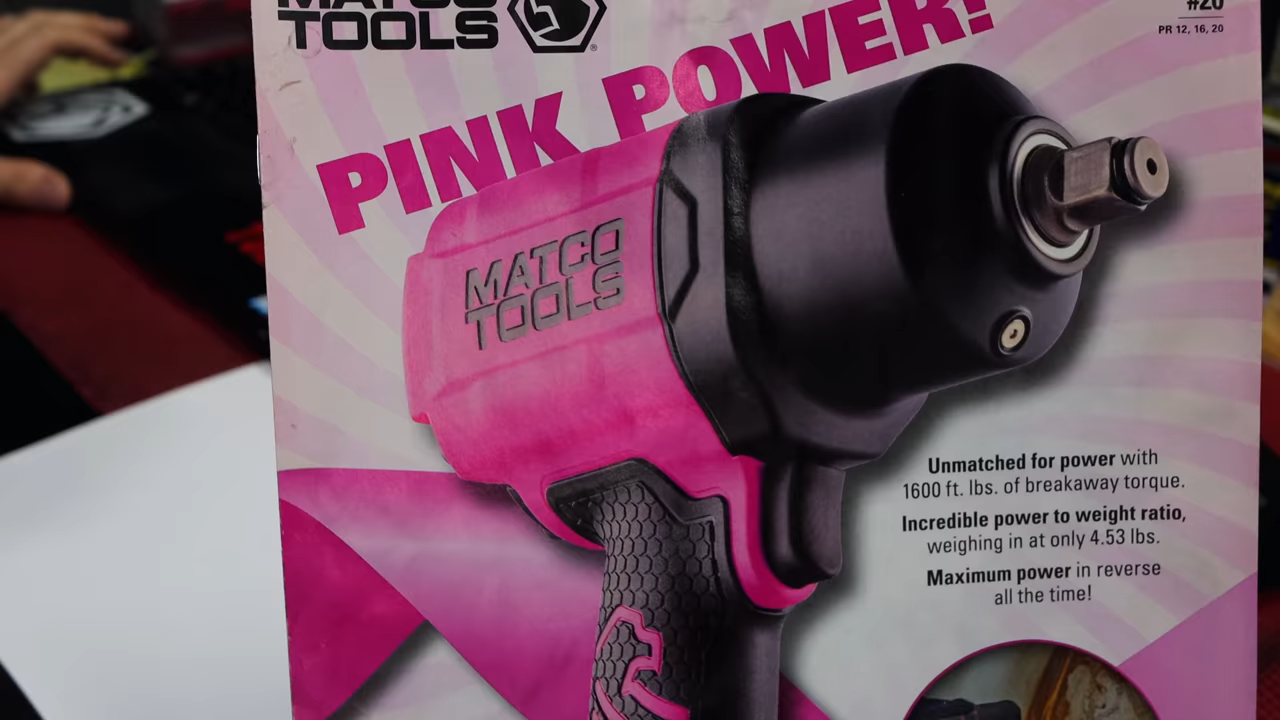 MATCO
TOOLS
®
#20
PR 12, 16, 20
PINK POWER!
MATCO
TOOLS
Unmatched for power with
1600 ft. lbs. of breakaway torque.
Incredible power to weight ratio,
weighing in at only 4.53 lbs.
Maximum power in reverse
all the time!